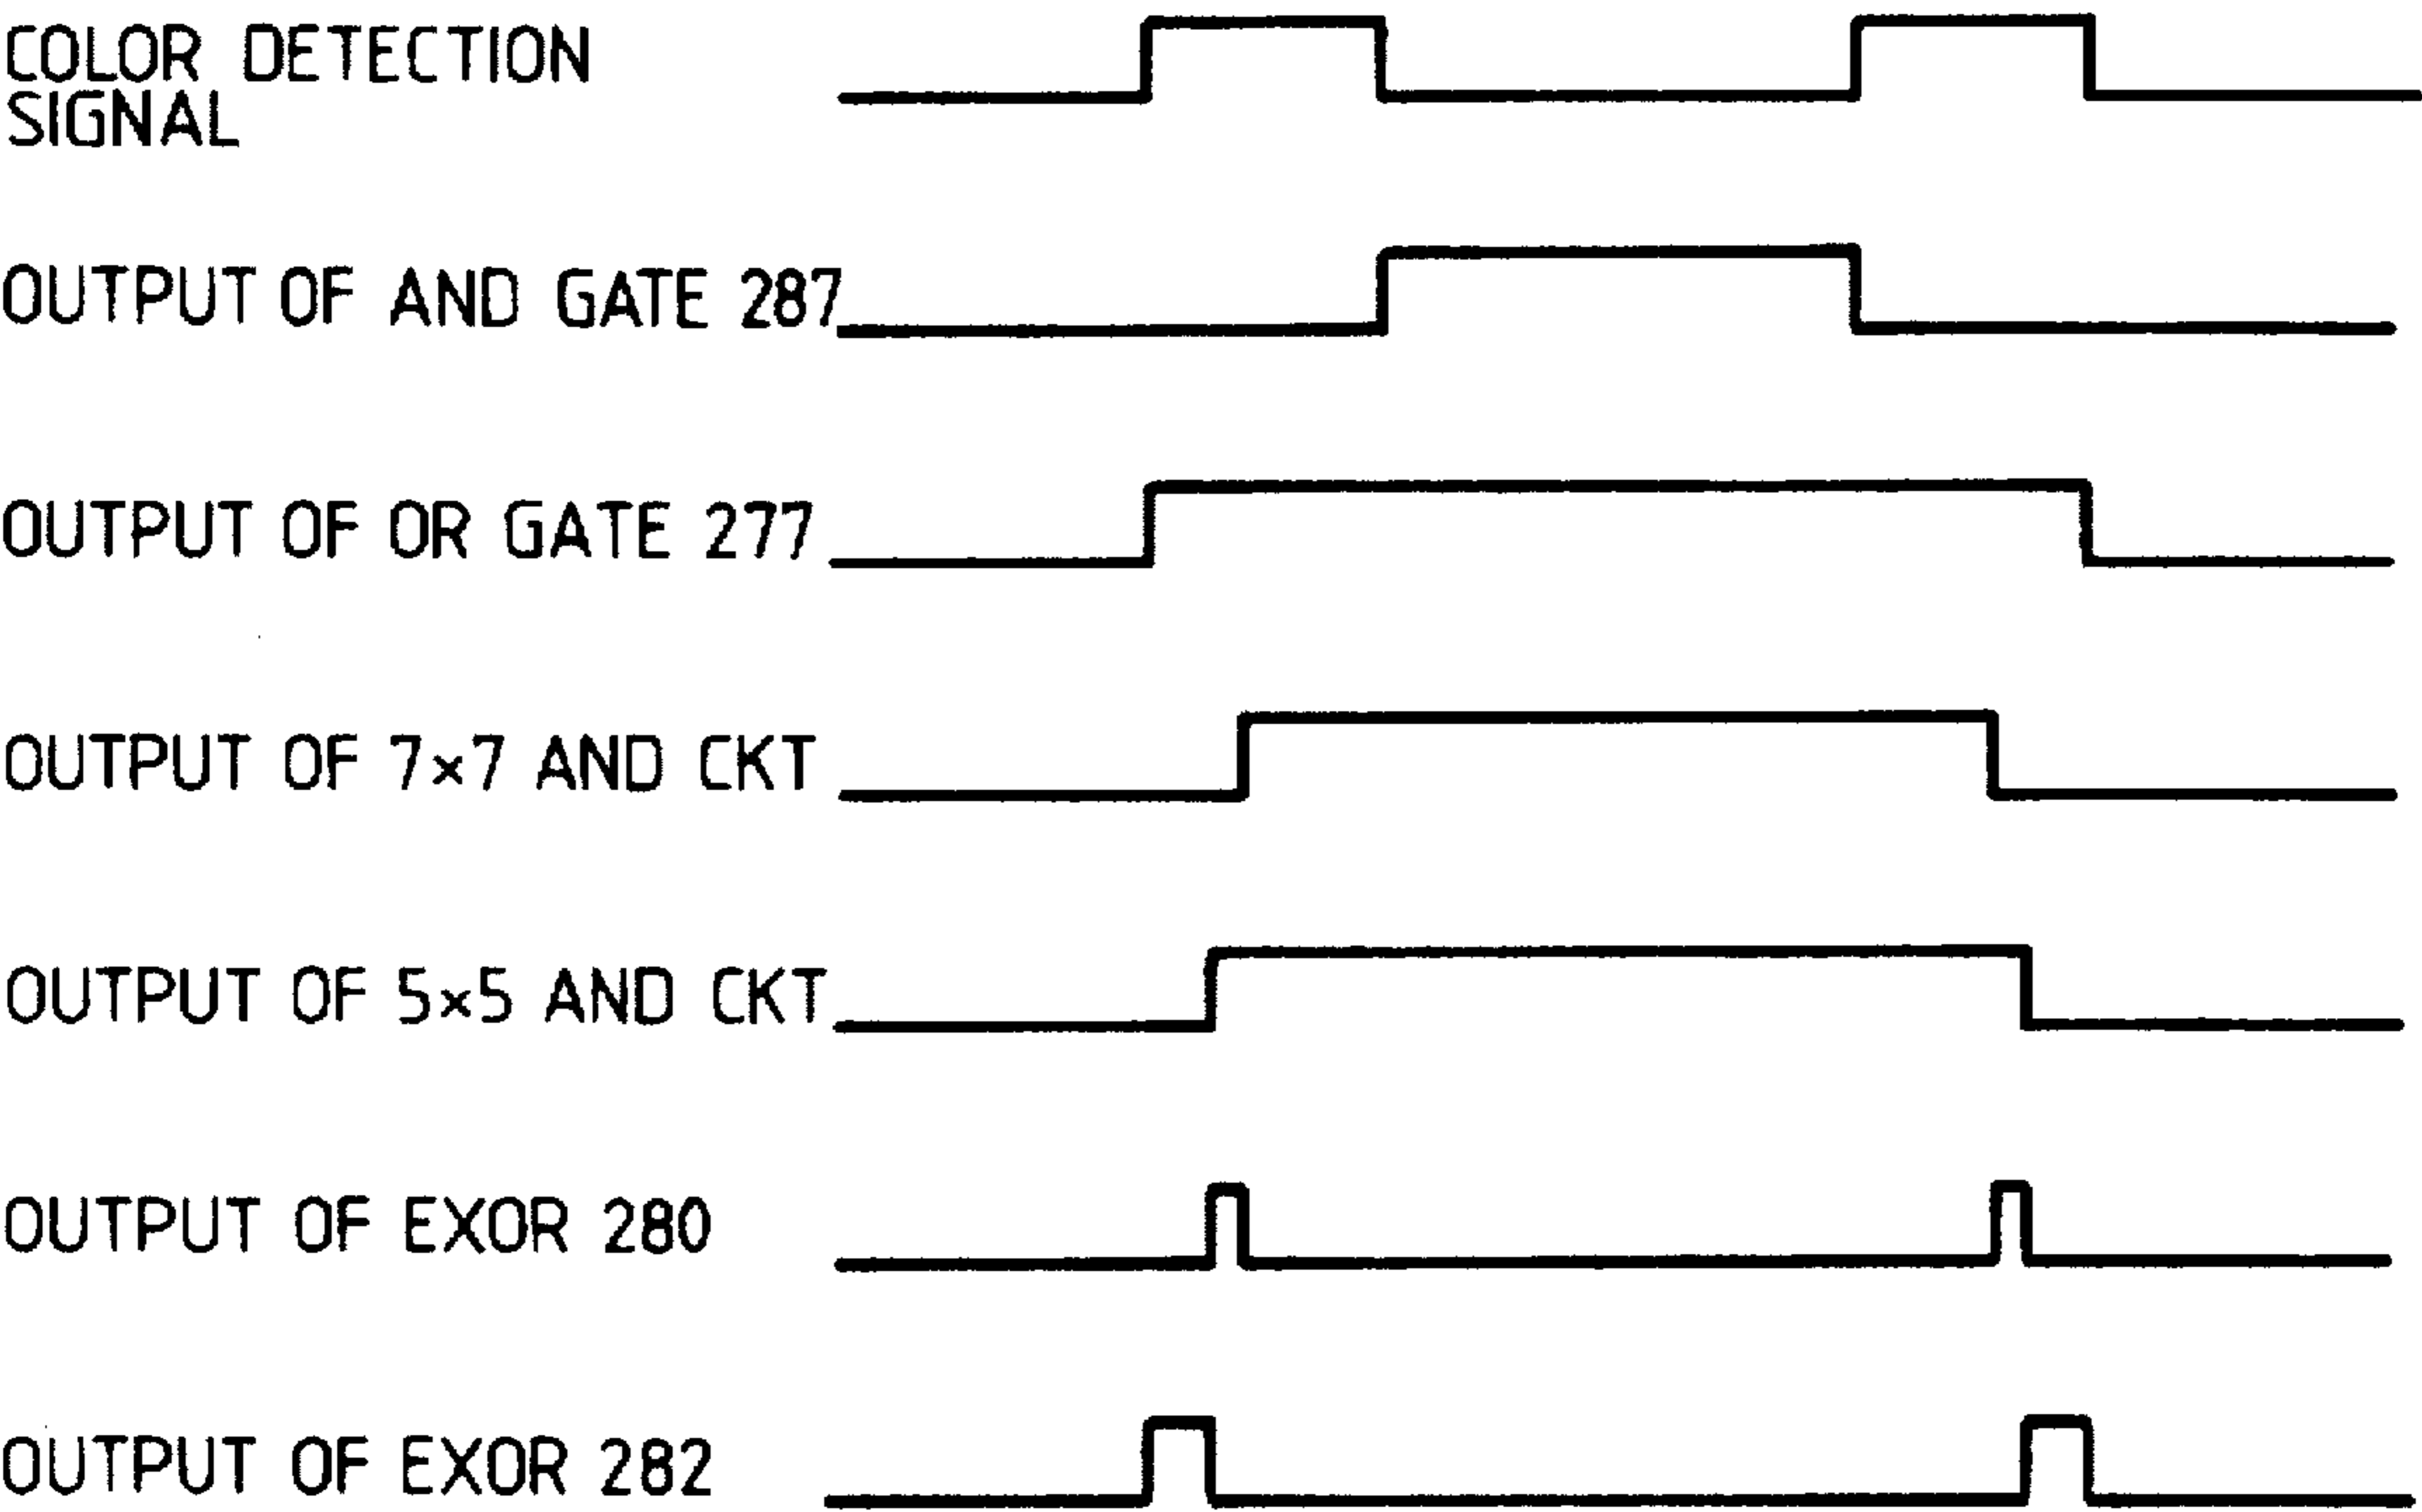 COLOR DETECTION
SIGNAL
OUTPUT OF AND GATE 287
OUTPUT OF OR GATE 277
OUTPUT OF 7×7 AND CKT
OUTPUT OF 5×5 AND CKT
OUTPUT OF EXOR 280
OUTPUT OF EXOR 282